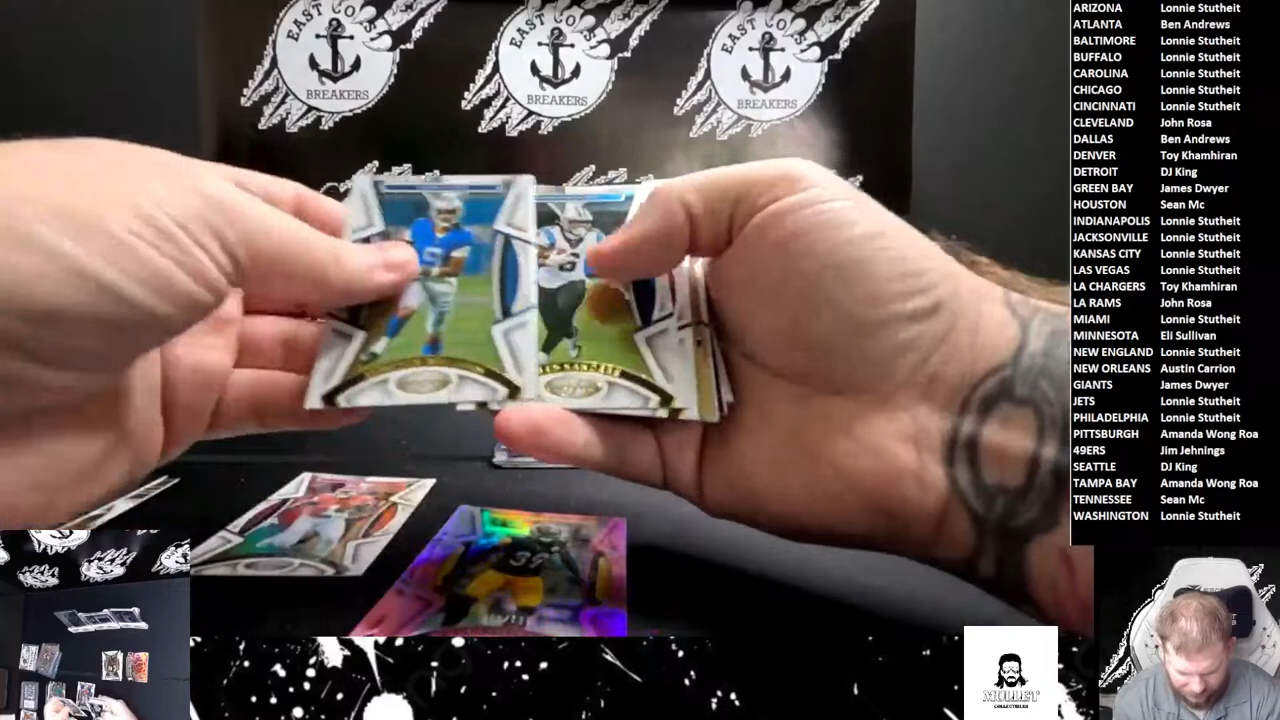 EAST COAST
BREAKERS
EAST COAST
BREAKERS
EAST COAST
BREAKERS
ARIZONA Lonnie Stutheit
ATLANTA Ben Andrews
BALTIMORE Lonnie Stutheit
BUFFALO Lonnie Stutheit
CAROLINA Lonnie Stutheit
CHICAGO Lonnie Stutheit
CINCINNATI Lonnie Stutheit
CLEVELAND John Rosa
DALLAS Ben Andrews
DENVER Toy Khamhiran
DETROIT DJ King
GREEN BAY James Dwyer
HOUSTON Sean Mc
INDIANAPOLIS Lonnie Stutheit
JACKSONVILLE Lonnie Stutheit
KANSAS CITY Lonnie Stutheit
LAS VEGAS Lonnie Stutheit
LA CHARGERS Toy Khamhiran
LA RAMS John Rosa
MIAMI Lonnie Stutheit
MINNESOTA Eli Sullivan
NEW ENGLAND Lonnie Stutheit
NEW ORLEANS Austin Carrion
GIANTS James Dwyer
JETS Lonnie Stutheit
PHILADELPHIA Lonnie Stutheit
PITTSBURGH Amanda Wong Roa
49ERS Jim Jehnings
SEATTLE DJ King
TAMPA BAY Amanda Wong Roa
TENNESSEE Sean Mc
WASHINGTON Lonnie Stutheit
MULLET
COLLECTIBLES